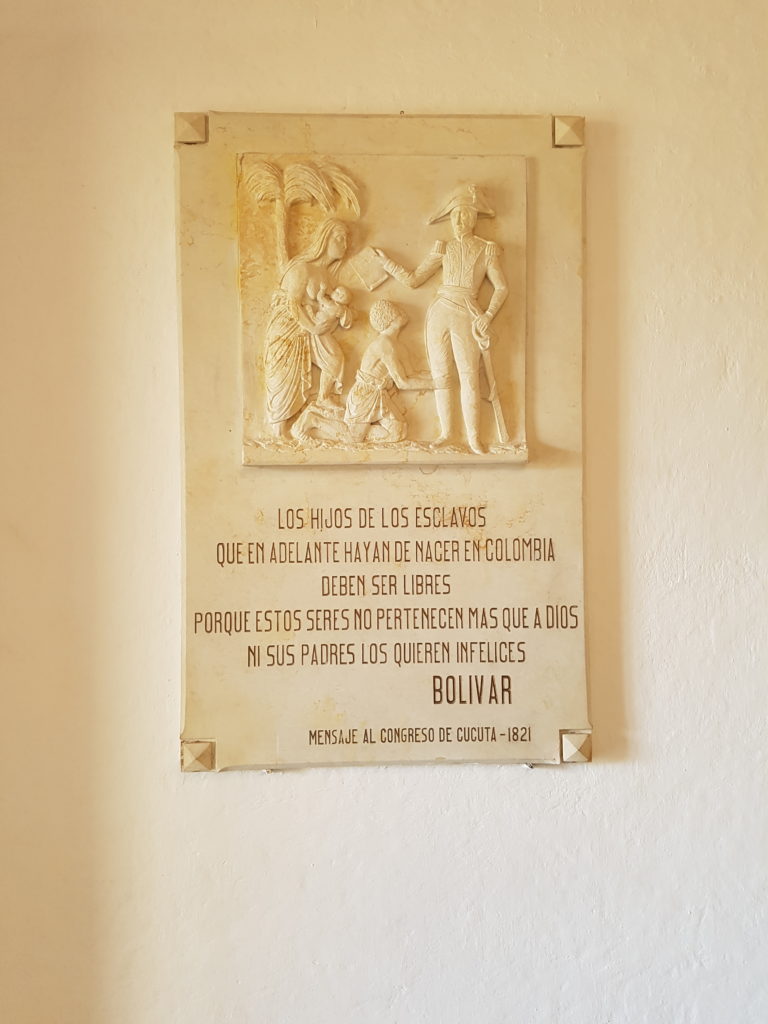 LOS HIJOS DE LOS ESCLAVOS
QUE EN ADELANTE HAYAN DE NACER EN COLOMBIA
DEBEN SER LIBRES
PORQUE ESTOS SERES NO PERTENECEN MAS QUE A DIOS
NI SUS PADRES LOS QUIEREN INFELICES
BOLIVAR
MENSAJE AL CONGRESO DE CUCUTA - 1821